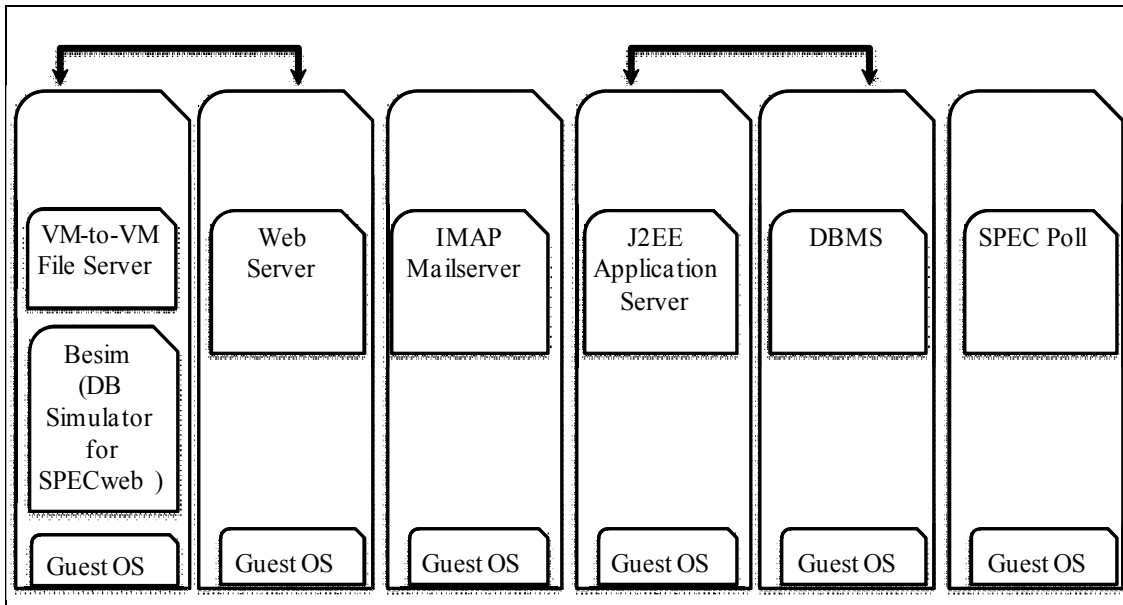 VM-to-VM
File Server
Besim
(DB
Simulator
for
SPECweb )
Guest OS
Web
Server
Guest OS
IMAP
Mailserver
Guest OS
J2EE
Application
Server
Guest OS
DBMS
Guest OS
SPEC Poll
Guest OS